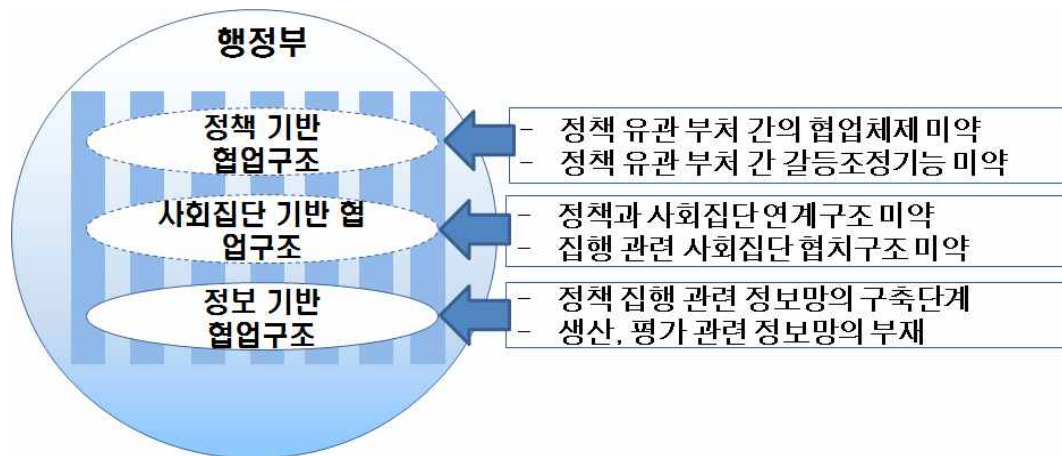 행정부
정책 기반
협업구조
- 정책 유관 부처 간의 협업체제 미약
- 정책 유관 부처 간 갈등조정기능 미약
사회집단 기반 협
업구조
- 정책과 사회집단 연계구조 미약
- 집행 관련 사회집단 협치구조 미약
정보 기반
협업구조
- 정책 집행 관련 정보망의 구축단계
- 생산, 평가 관련 정보망의 부재